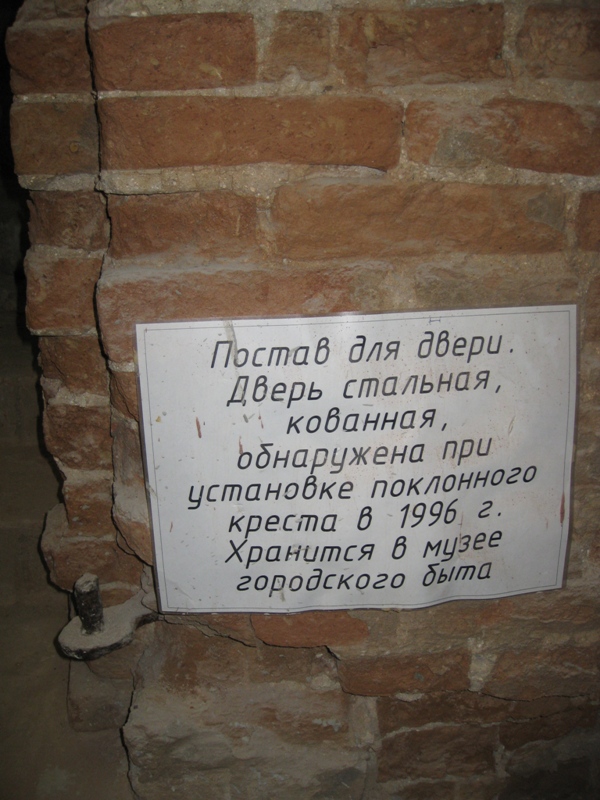 Постав для двери.
Дверь стальная,
кованная,
обнаружена при
установке поклонного
креста в 1996 г.
Хранится в музее
городского быта